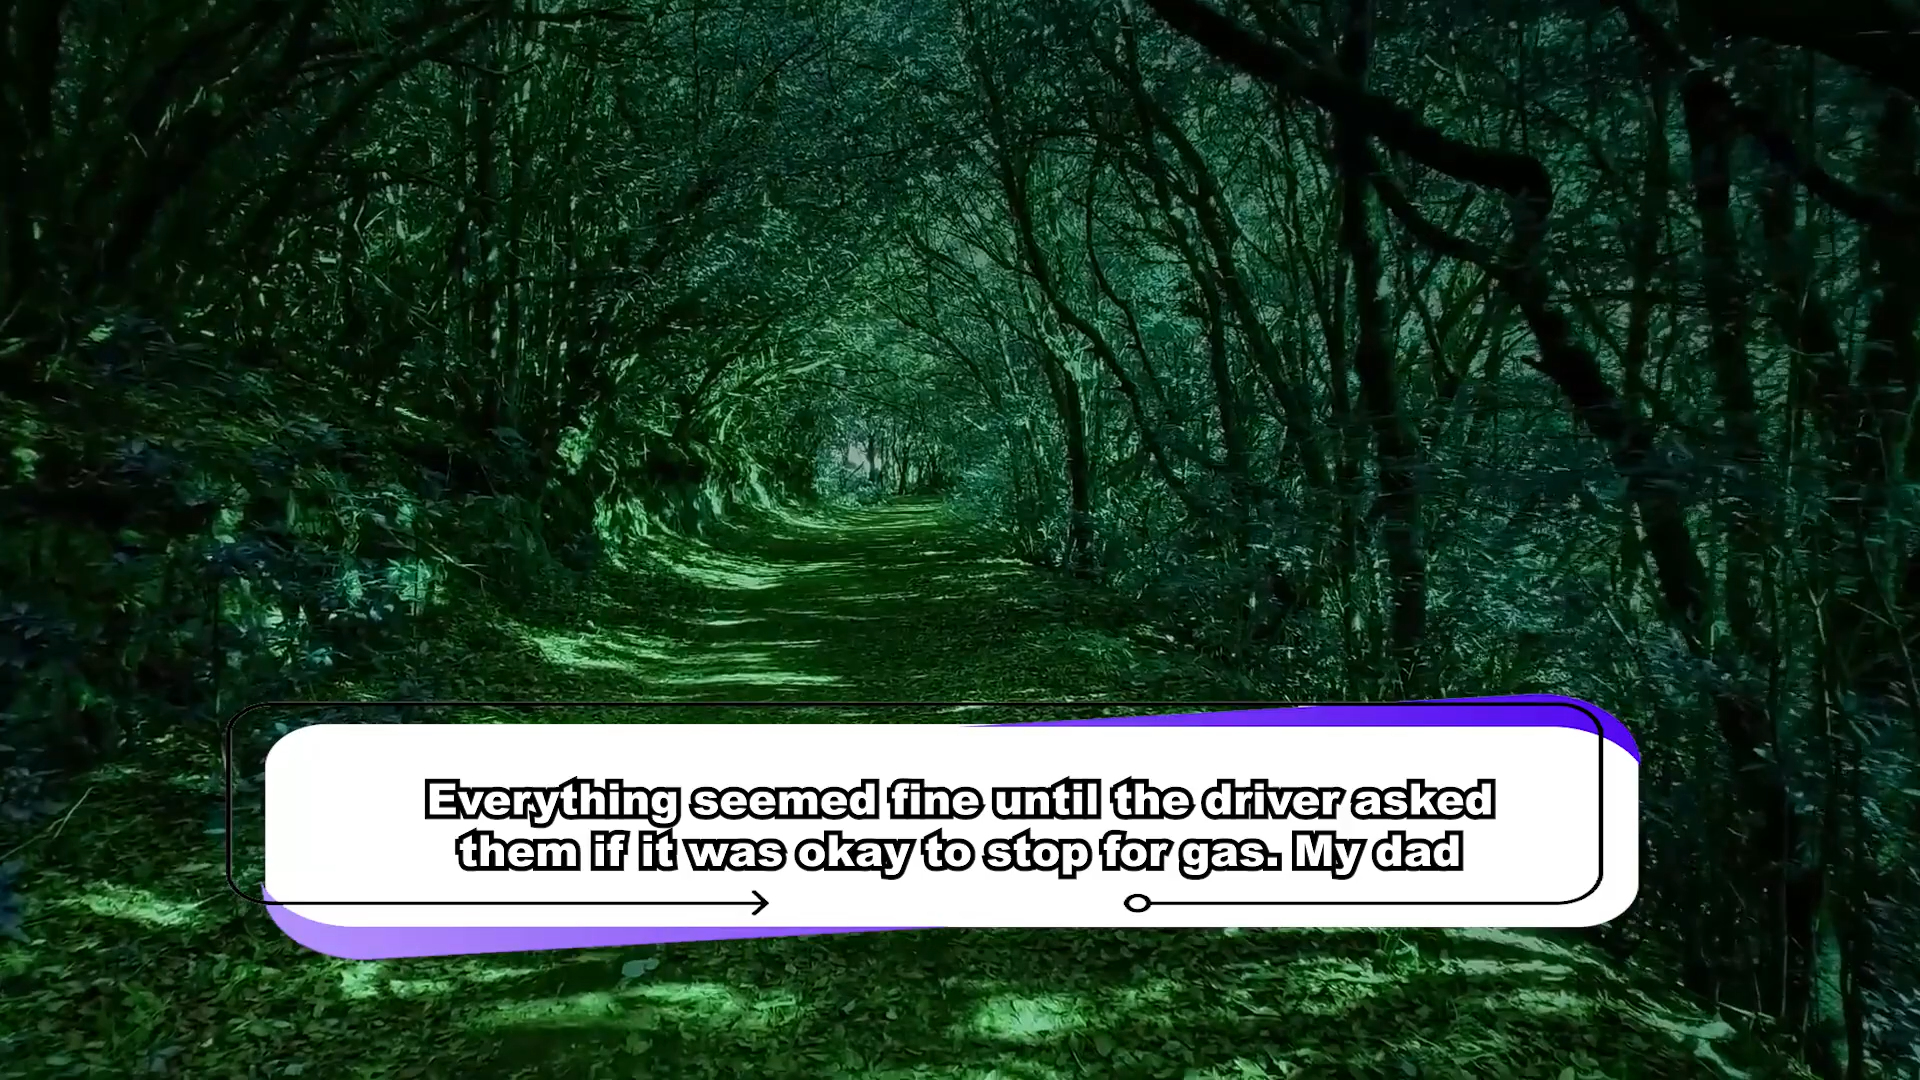 Everything seemed fine until the driver asked
them if it was okay to stop for gas. My dad